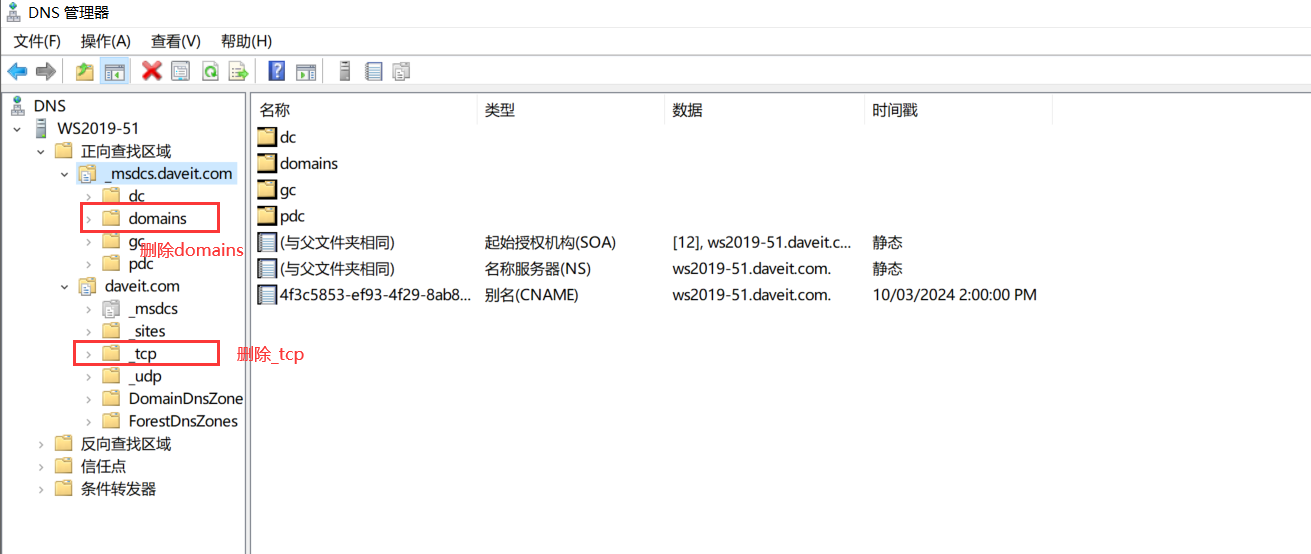 DNS 管理器
文件(F) 操作(A) 查看(V) 帮助(H)
DNS
WS2019-51
正向查找区域
_msdcs.daveit.com
dc
domains
gc
删除domains
pdc
daveit.com
_msdcs
_sites
_tcp
删除_tcp
_udp
DomainDnsZone
ForestDnsZones
反向查找区域
信任点
条件转发器
名称 类型 数据 时间戳
dc
domains
gc
pdc
(与父文件夹相同) 起始授权机构(SOA) [12], ws2019-51.daveit.c... 静态
(与父文件夹相同) 名称服务器(NS) ws2019-51.daveit.com. 静态
4f3c5853-ef93-4f29-8ab8... 别名(CNAME) ws2019-51.daveit.com. 10/03/2024 2:00:00 PM